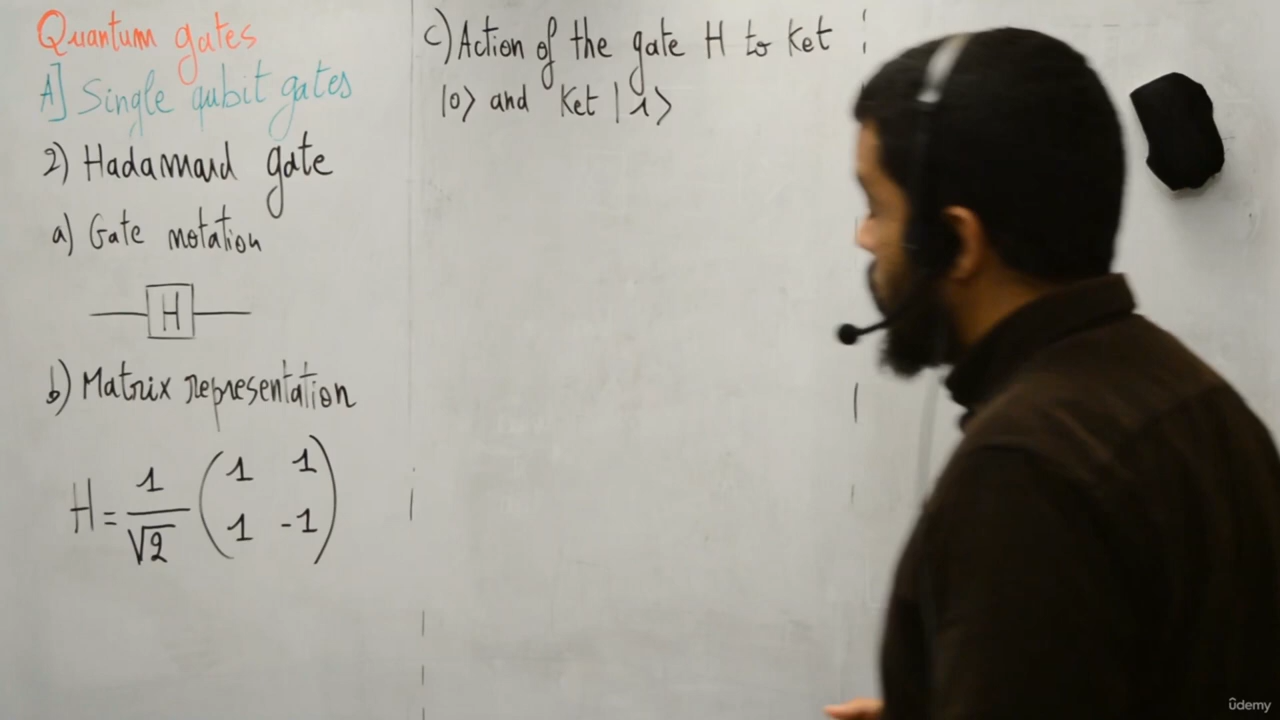 Quantum gates
A] Single qubit gates
2) Hadamard gate
a) Gate notation
H
b) Matrix representation
H = 1/√2 (1 1
1 -1)
c) Action of the gate H to Ket
|0⟩ and Ket |1⟩
ûdemy